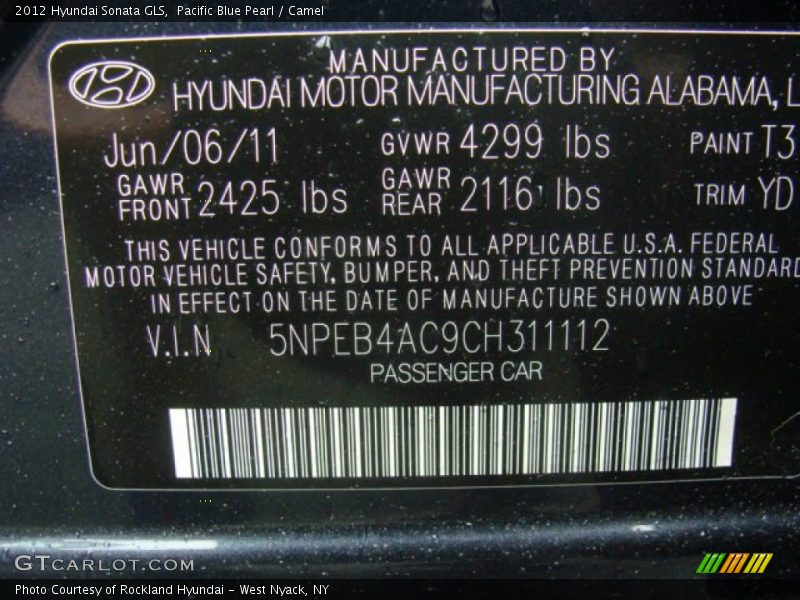 2012 Hyundai Sonata GLS, Pacific Blue Pearl / Camel
MANUFACTURED BY
HYUNDAI MOTOR MANUFACTURING ALABAMA, L
Jun/06/11 GVWR 4299 lbs PAINT T3
GAWR FRONT 2425 lbs GAWR REAR 2116 lbs TRIM YD
THIS VEHICLE CONFORMS TO ALL APPLICABLE U.S.A. FEDERAL
MOTOR VEHICLE SAFETY, BUMPER, AND THEFT PREVENTION STANDARD
IN EFFECT ON THE DATE OF MANUFACTURE SHOWN ABOVE
V.I.N 5NPEB4AC9CH311112
PASSENGER CAR
GTCARLOT.COM
Photo Courtesy of Rockland Hyundai - West Nyack, NY